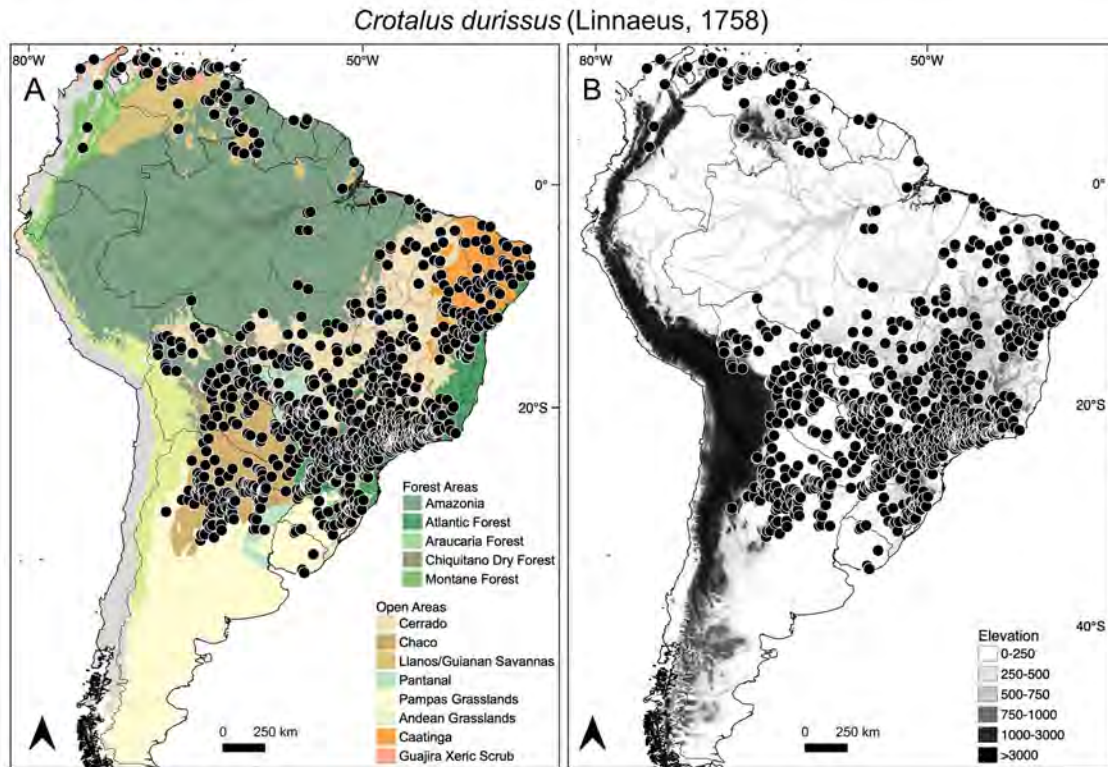 Crotalus durissus (Linnaeus, 1758)
80°W
50°W
80°W
50°W
A
B
0°
0°
20°S
20°S
40°S
Forest Areas
Amazonia
Atlantic Forest
Araucaria Forest
Chiquitano Dry Forest
Montane Forest
Open Areas
Cerrado
Chaco
Llanos/Guianan Savannas
Pantanal
Pampas Grasslands
Andean Grasslands
Caatinga
Guajira Xeric Scrub
0 250 km
Elevation
0-250
250-500
500-750
750-1000
1000-3000
>3000
0 250 km